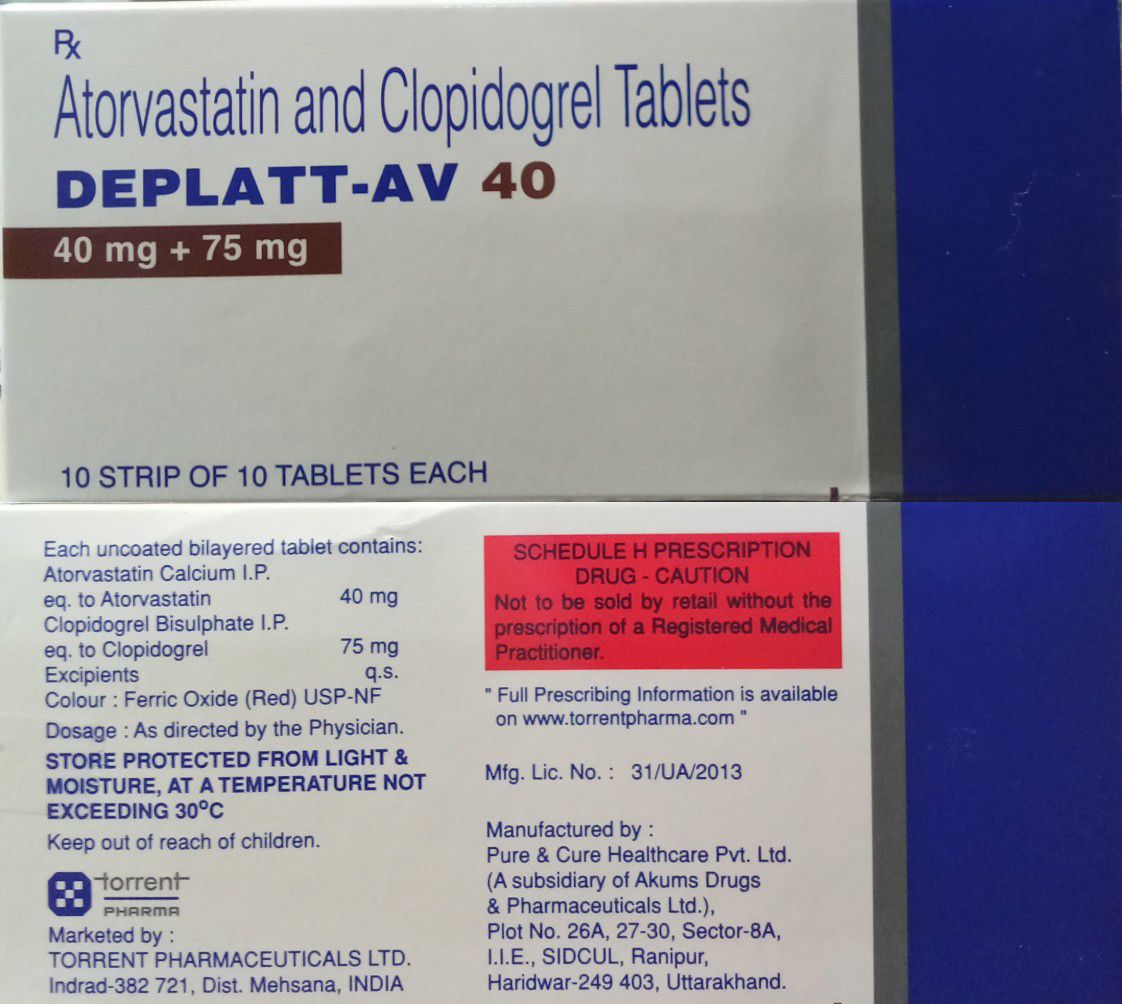 Rx
Atorvastatin and Clopidogrel Tablets
DEPLATT-AV 40
40 mg + 75 mg
10 STRIP OF 10 TABLETS EACH
Each uncoated bilayered tablet contains:
Atorvastatin Calcium I.P.
eq. to Atorvastatin 40 mg
Clopidogrel Bisulphate I.P.
eq. to Clopidogrel 75 mg
Excipients q.s.
Colour : Ferric Oxide (Red) USP-NF
Dosage : As directed by the Physician.
STORE PROTECTED FROM LIGHT &
MOISTURE, AT A TEMPERATURE NOT
EXCEEDING 30°C
Keep out of reach of children.
torrent
PHARMA
Marketed by :
TORRENT PHARMACEUTICALS LTD.
Indrad-382 721, Dist. Mehsana, INDIA
SCHEDULE H PRESCRIPTION
DRUG - CAUTION
Not to be sold by retail without the
prescription of a Registered Medical
Practitioner.
" Full Prescribing Information is available
on www.torrentpharma.com "
Mfg. Lic. No. : 31/UA/2013
Manufactured by :
Pure & Cure Healthcare Pvt. Ltd.
(A subsidiary of Akums Drugs
& Pharmaceuticals Ltd.),
Plot No. 26A, 27-30, Sector-8A,
I.I.E., SIDCUL, Ranipur,
Haridwar-249 403, Uttarakhand.